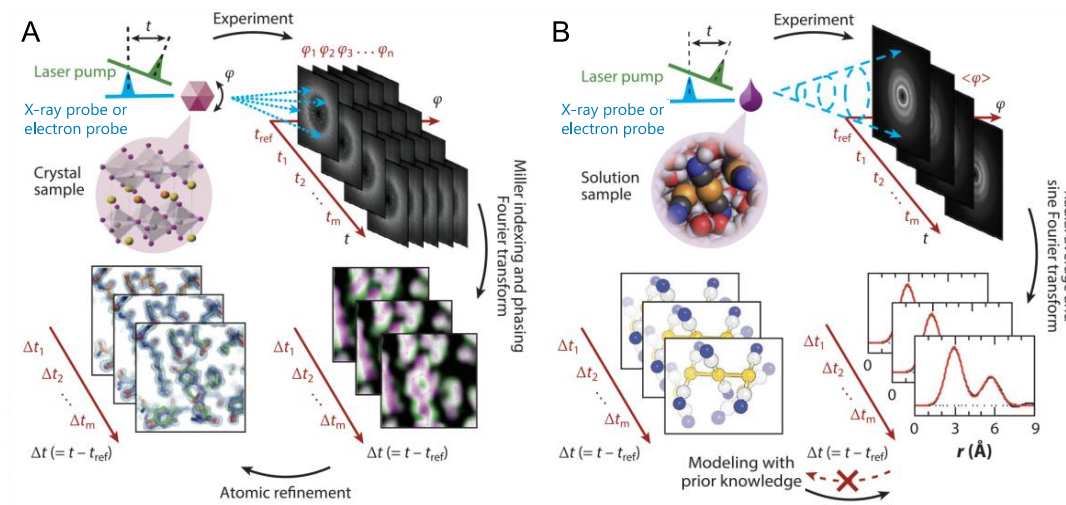 A
Experiment
t
Laser pump
X–ray probe or
electron probe
φ
φ1 φ2 φ3 . . . φn
φ
Crystal
sample
tref
t1
t2
...
tm
t
Miller indexing and phasing
Fourier transform
Δt1
Δt2
...
Δtm
Δt (= t – tref)
Δt1
Δt2
...
Δtm
Δt (= t – tref)
Atomic refinement
B
Experiment
t
Laser pump
X–ray probe or
electron probe
<φ>
φ
Solution
sample
tref
t1
t2
...
tm
t
sine Fourier transform
Δt1
Δt2
...
Δtm
Δt (= t – tref)
Δt1
Δt2
...
Δtm
Δt (= t – tref)
0
0
0 3 6 9
r (Å)
Modeling with
prior knowledge